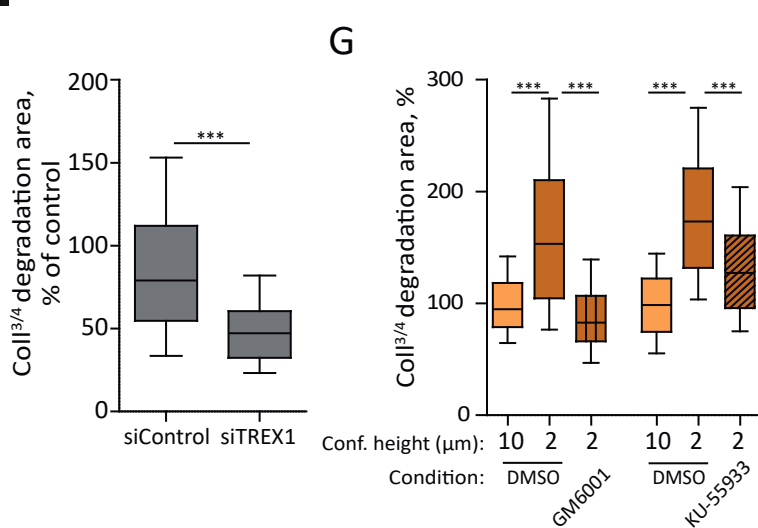 G
Coll3/4 degradation area,
% of control
200
150
100
50
0
***
siControl siTREX1
Coll3/4 degradation area, %
300
200
100
0
*** *** *** ***
Conf. height (μm): 10 2 2 10 2 2
Condition: DMSO GM6001 DMSO KU-55933